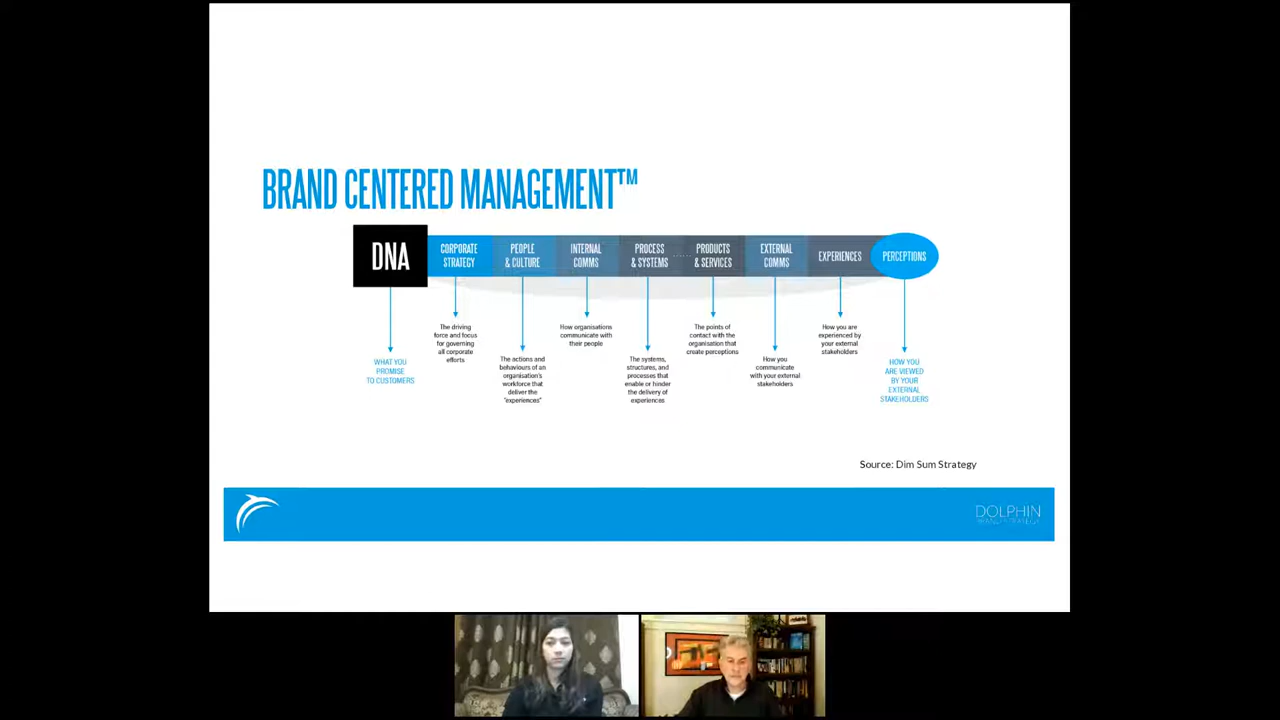 BRAND CENTERED MANAGEMENT™
DNA
CORPORATE
STRATEGY
PEOPLE
& CULTURE
INTERNAL
COMMS
PROCESS
& SYSTEMS
PRODUCTS
& SERVICES
EXTERNAL
COMMS
EXPERIENCES
PERCEPTIONS
WHAT YOU
PROMISE
TO CUSTOMERS
The driving
force and focus
for governing
all corporate
efforts
The actions and
behaviours of an
organisation's
workforce that
deliver the
"experiences"
How organisations
communicate with
their people
The systems,
structures, and
processes that
enable or hinder
the delivery of
experiences
The points of
contact with the
organisation that
create perceptions
How you
communicate
with your external
stakeholders
How you are
experienced by
your external
stakeholders
HOW YOU
ARE VIEWED
BY YOUR
EXTERNAL
STAKEHOLDERS
Source: Dim Sum Strategy
DOLPHIN
BRAND STRATEGY